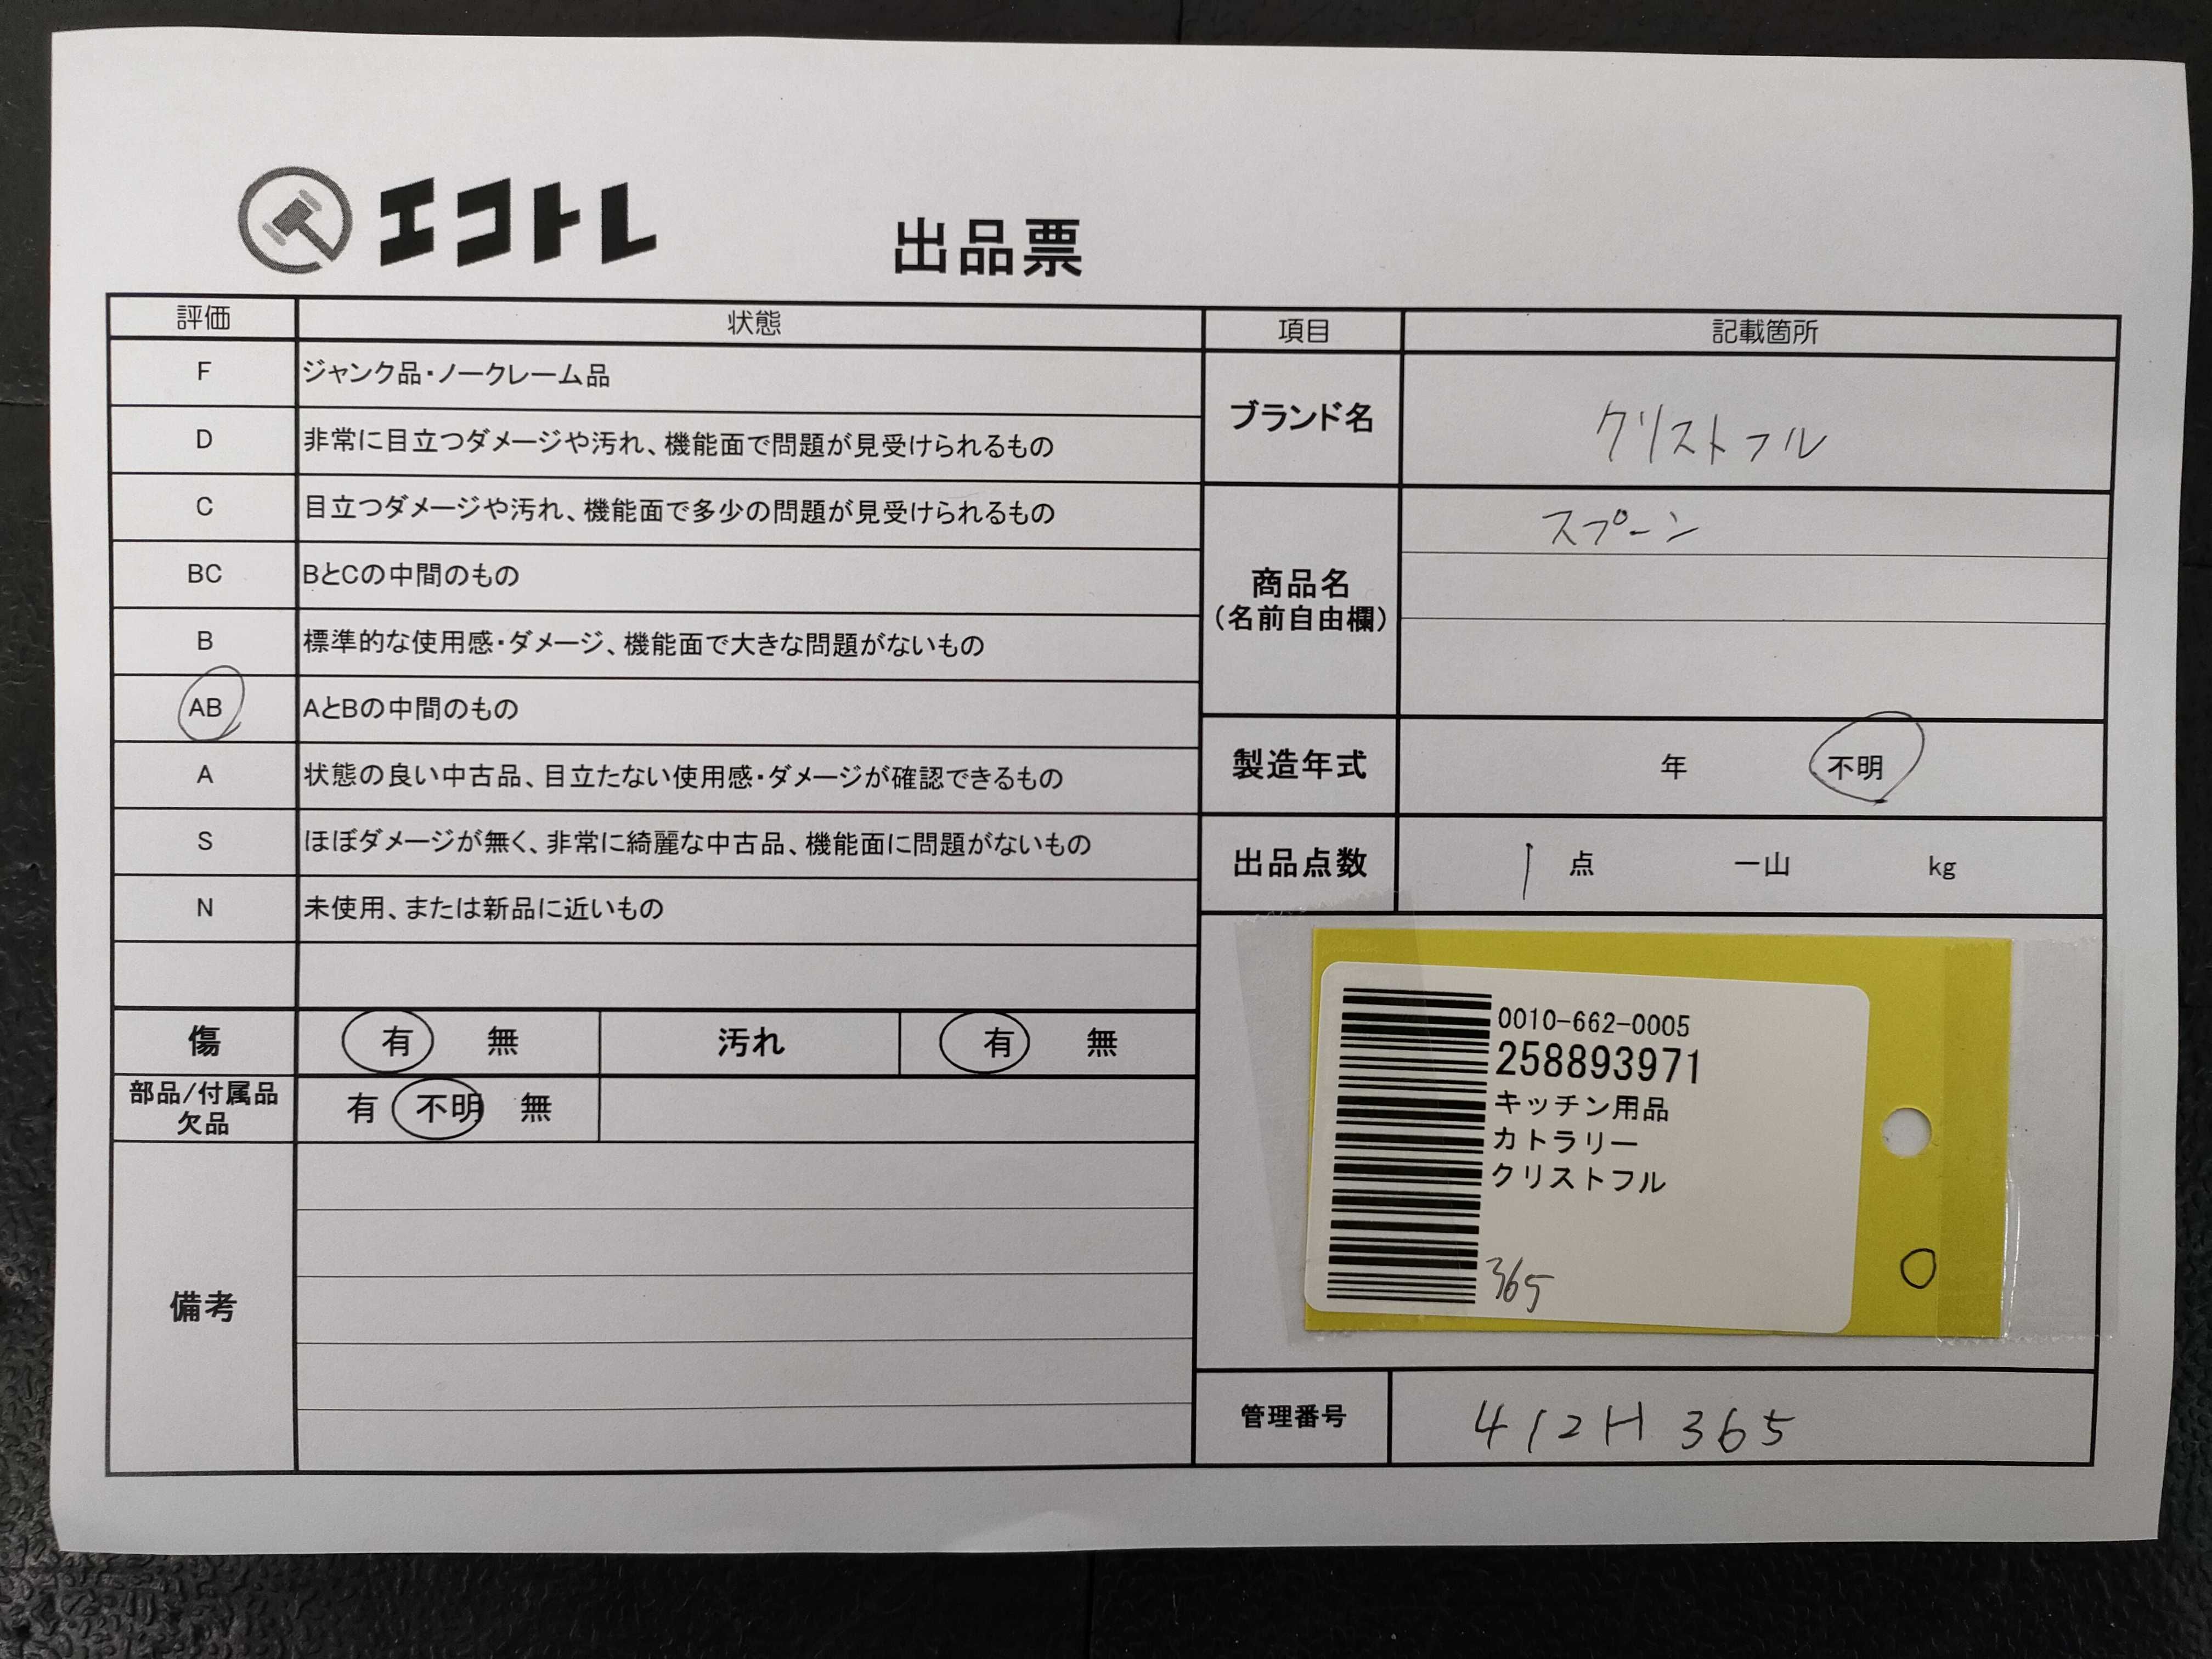 エコトレ
出品票
評価 状態
F ジャンク品・ノークレーム品
D 非常に目立つダメージや汚れ、機能面で問題が見受けられるもの
C 目立つダメージや汚れ、機能面で多少の問題が見受けられるもの
BC BとCの中間のもの
B 標準的な使用感・ダメージ、機能面で大きな問題がないもの
AB AとBの中間のもの
A 状態の良い中古品、目立たない使用感・ダメージが確認できるもの
S ほぼダメージが無く、非常に綺麗な中古品、機能面に問題がないもの
N 未使用、または新品に近いもの
傷 有 無 汚れ 有 無
部品/付属品
欠品
有 不明 無
備考
項目 記載箇所
ブランド名 クリストフル
商品名
(名前自由欄)
スプーン
製造年式 年 不明
出品点数 1 点 一山 kg
0010-662-0005
258893971
キッチン用品
カトラリー
クリストフル
365
管理番号 412H 365